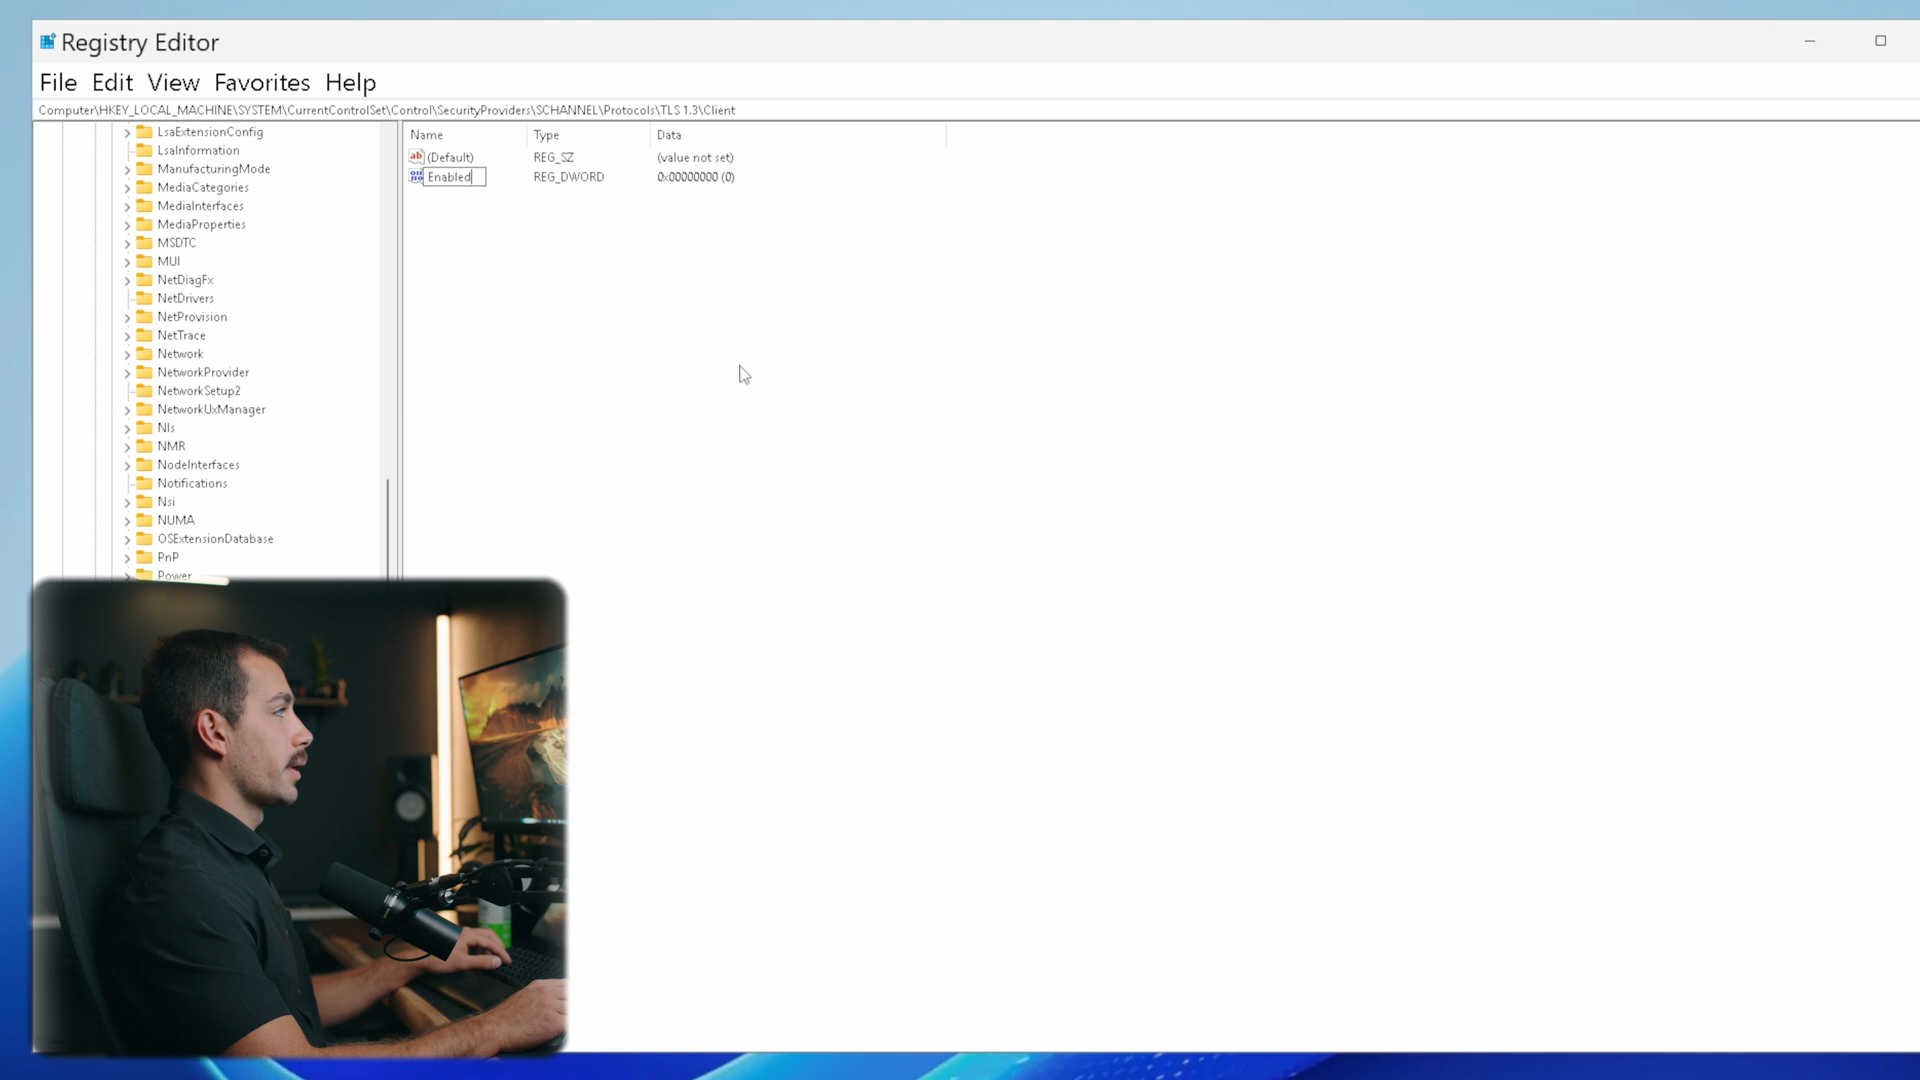 Registry Editor
File Edit View Favorites Help
Computer\HKEY_LOCAL_MACHINE\SYSTEM\CurrentControlSet\Control\SecurityProviders\SCHANNEL\Protocols\TLS 1.3\Client
LsaExtensionConfig
LsaInformation
ManufacturingMode
MediaCategories
MediaInterfaces
MediaProperties
MSDTC
MUI
NetDiagFx
NetDrivers
NetProvision
NetTrace
Network
NetworkProvider
NetworkSetup2
NetworkUxManager
Nls
NMR
NodeInterfaces
Notifications
Nsi
NUMA
OSExtensionDatabase
PnP
Power
Name Type Data
(Default) REG_SZ (value not set)
Enabled REG_DWORD 0x00000000 (0)